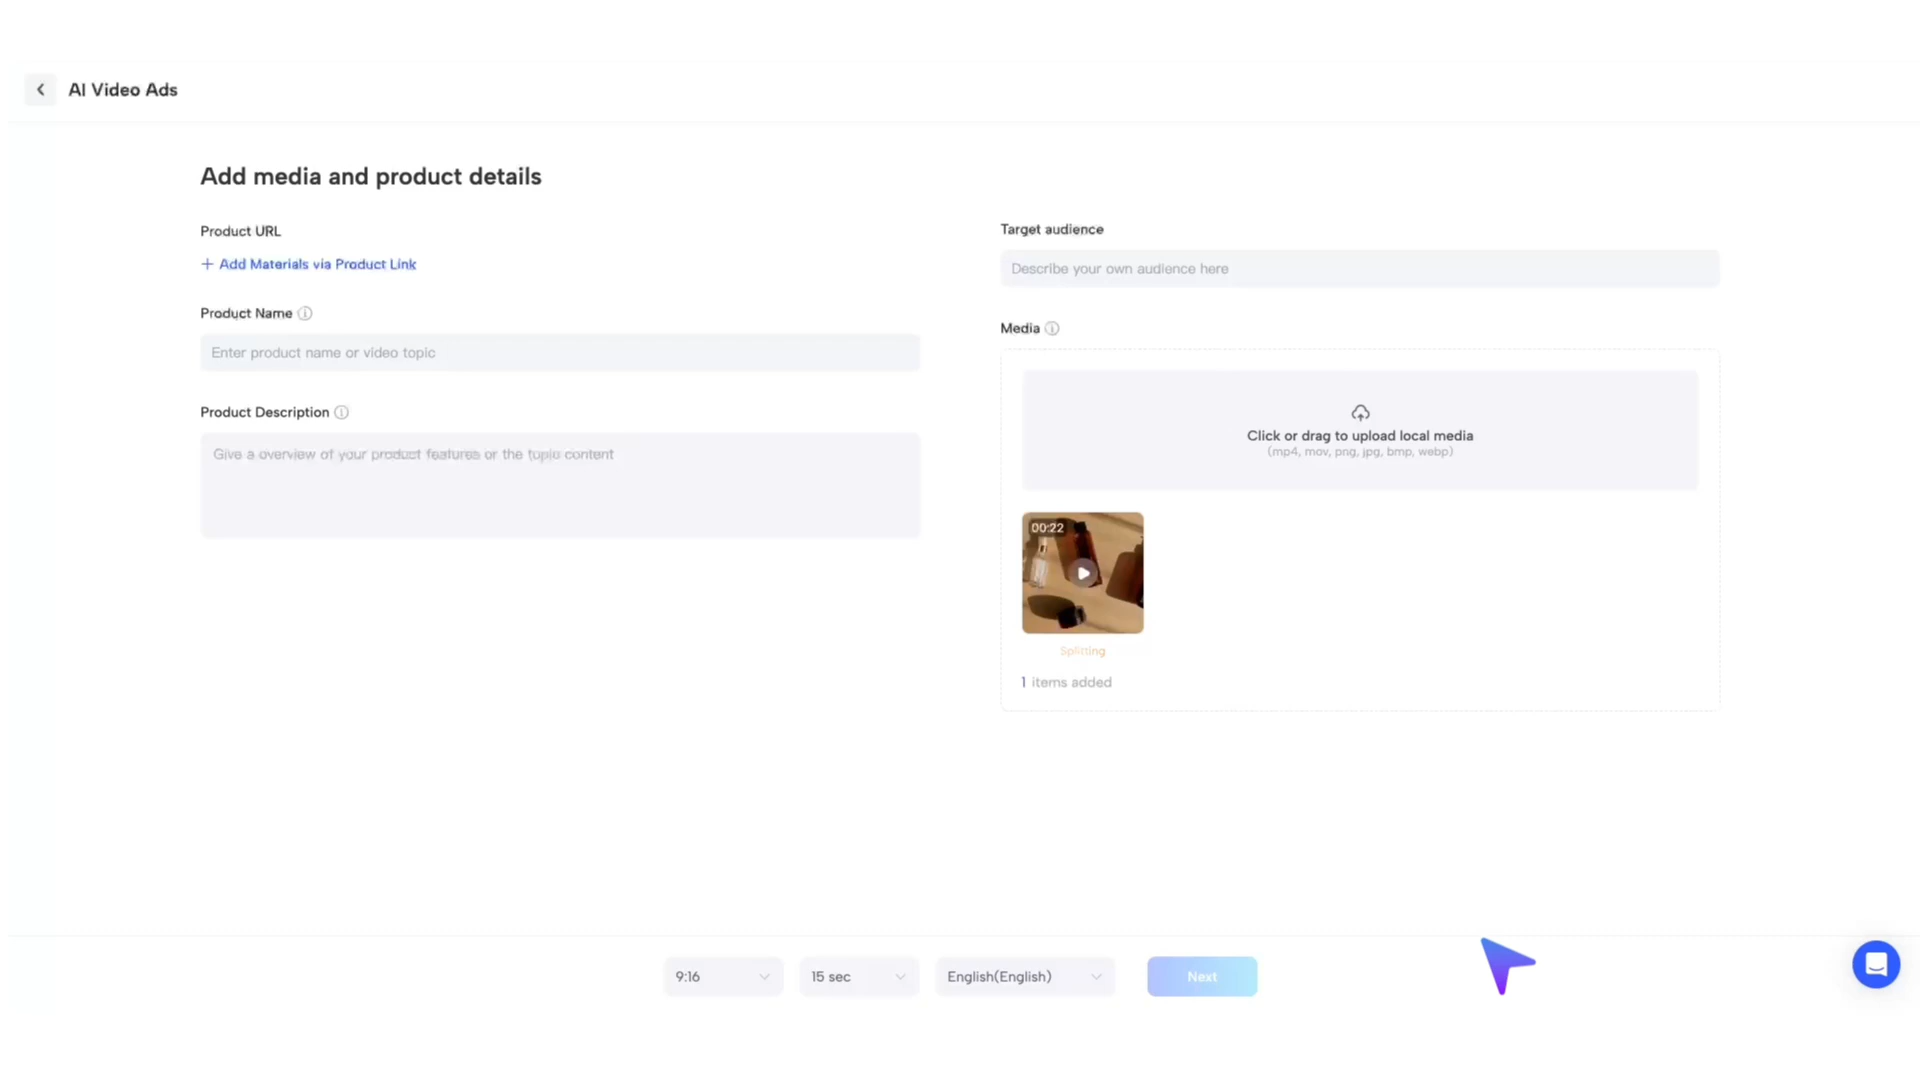 AI Video Ads
Add media and product details
Product URL
+ Add Materials via Product Link
Product Name
Enter product name or video topic
Product Description
Give a overview of your product features or the topic content
Target audience
Describe your own audience here
Media
Click or drag to upload local media
(mp4, mov, png, jpg, bmp, webp)
00:22
Splitting
1 items added
9:16
15 sec
English(English)
Next